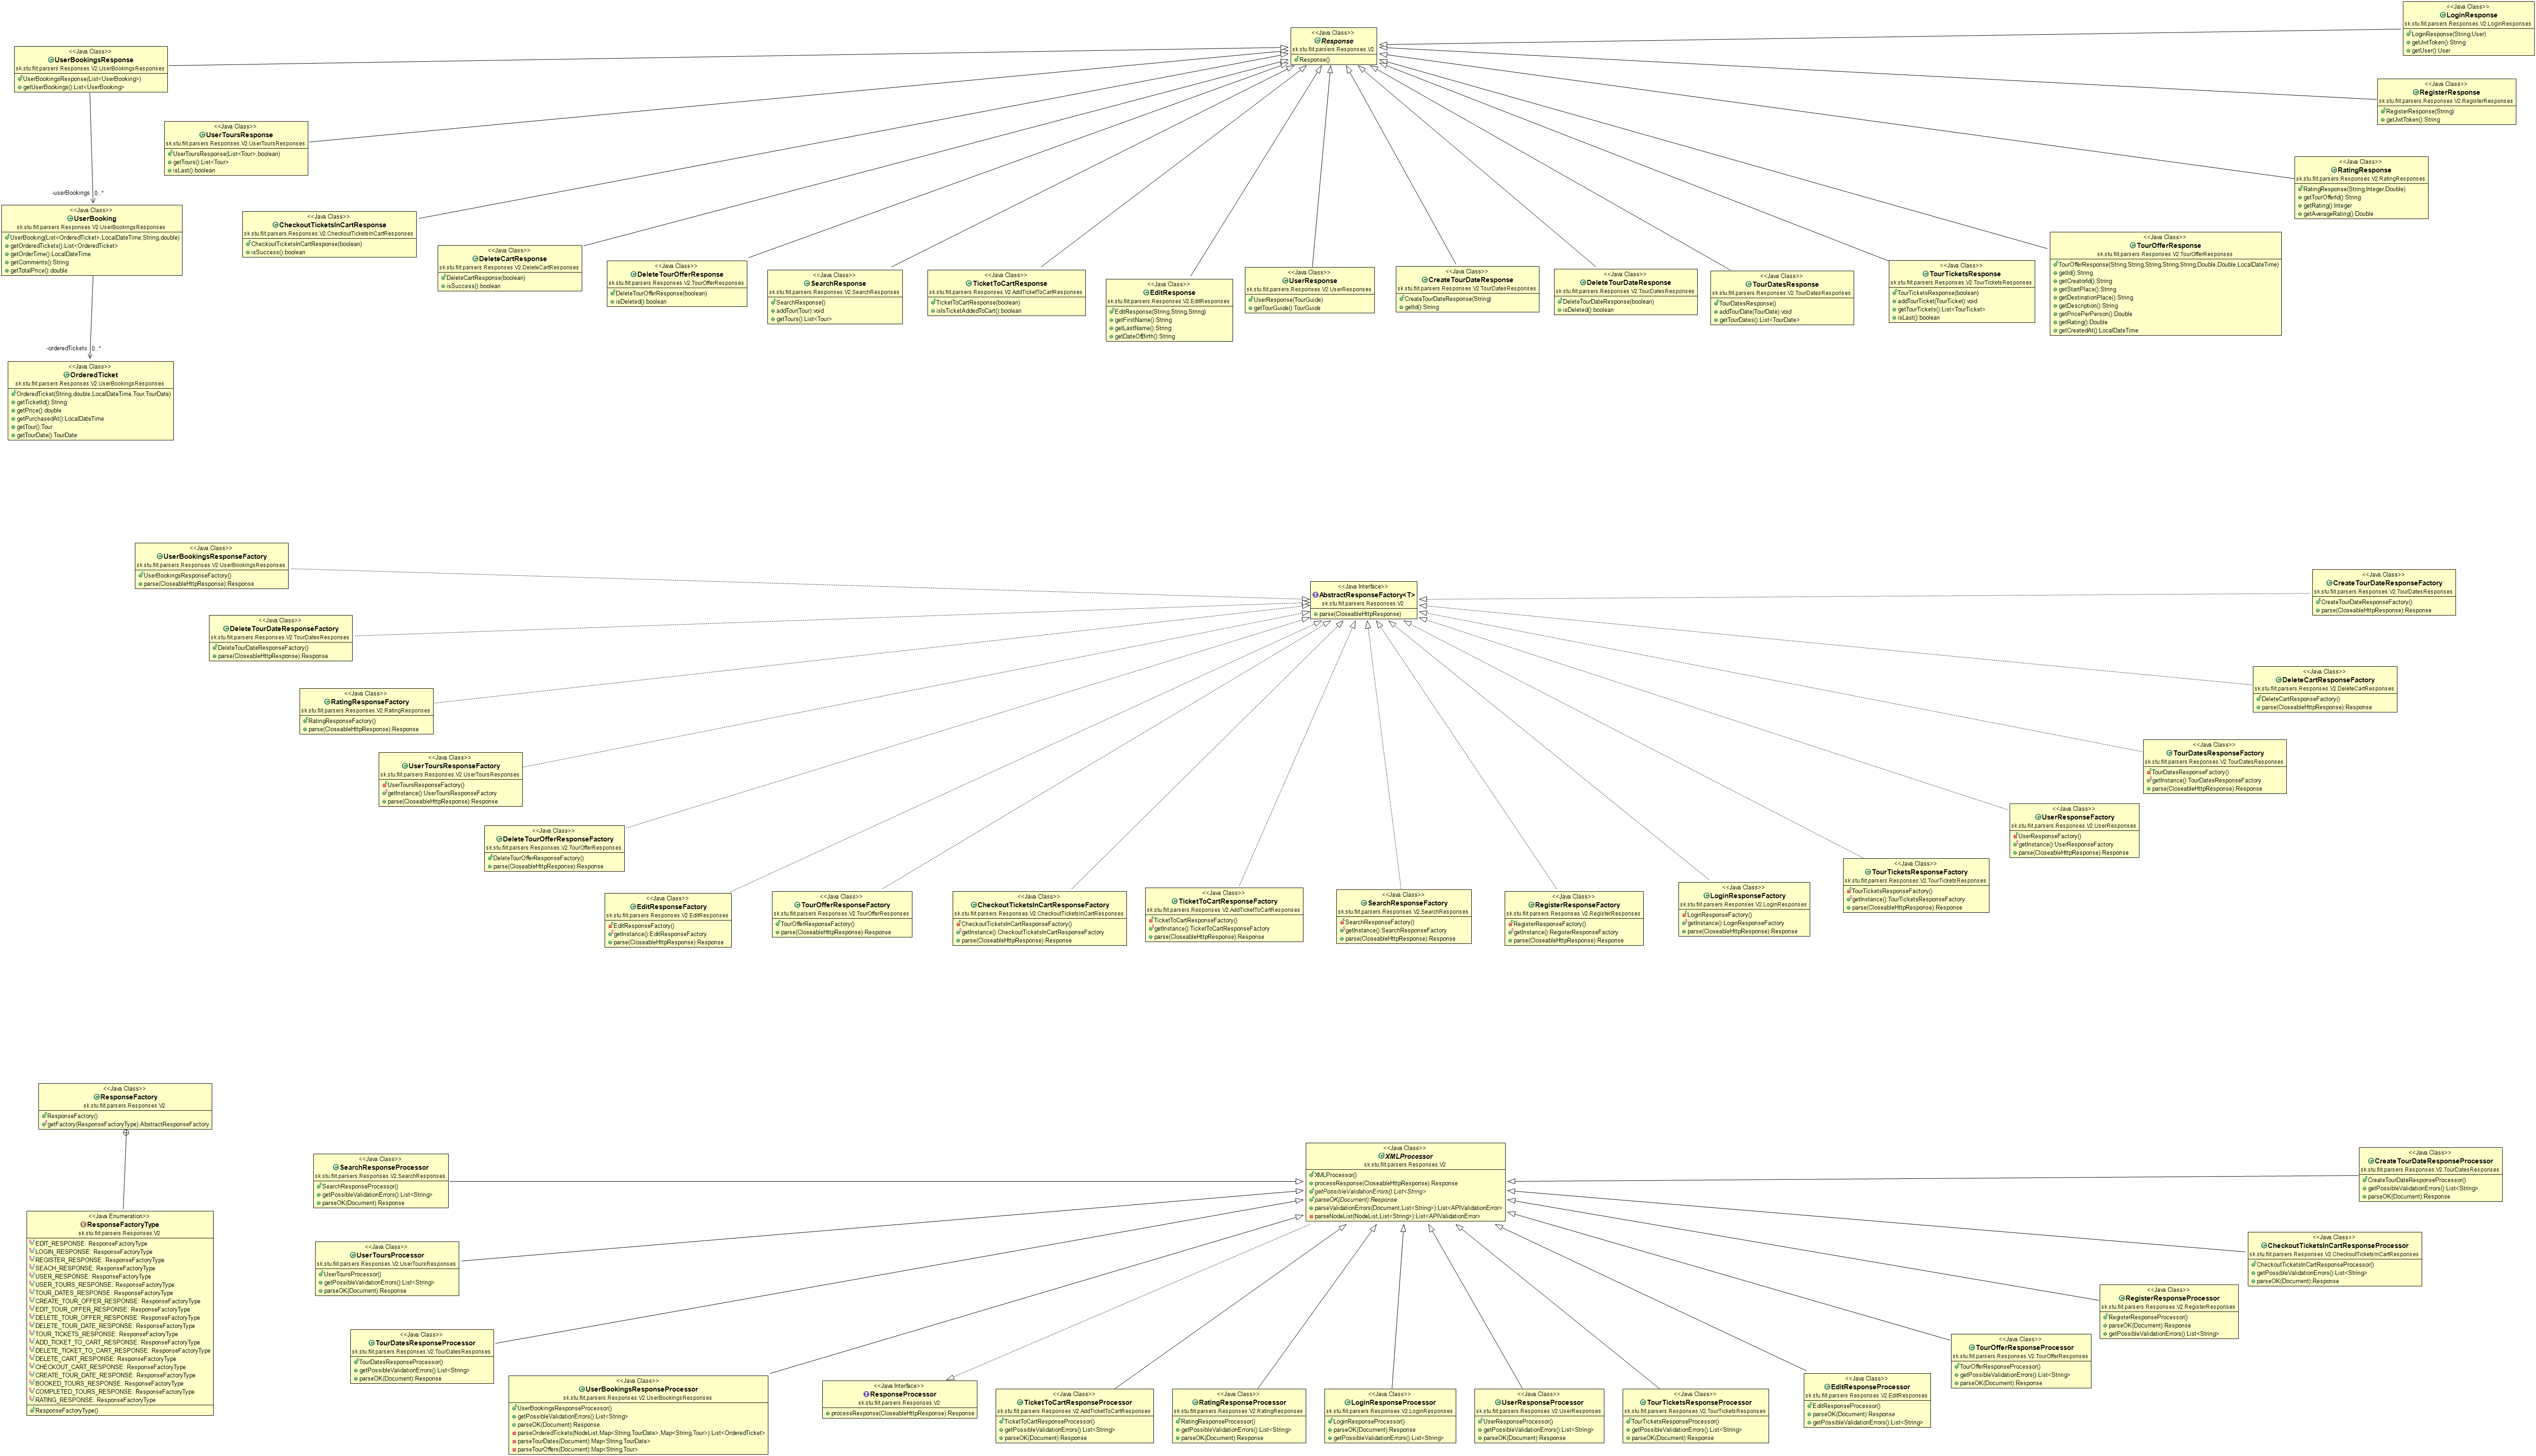 <<Java Class>>
UserBookingsResponse
sk.stu.fiit.parsers.Responses.V2.UserBookingsResponses
UserBookingsResponse(List<UserBooking>)
getUserBookings():List<UserBooking>
<<Java Class>>
Response
sk.stu.fiit.parsers.Responses.V2
Response()
<<Java Class>>
LoginResponse
sk.stu.fiit.parsers.Responses.V2.LoginResponses
LoginResponse(String,User)
getJwtToken():String
getUser():User
<<Java Class>>
RegisterResponse
sk.stu.fiit.parsers.Responses.V2.RegisterResponses
RegisterResponse(String)
getJwtToken():String
<<Java Class>>
UserToursResponse
sk.stu.fiit.parsers.Responses.V2.UserToursResponses
UserToursResponse(List<Tour>,boolean)
getTours():List<Tour>
isLast():boolean
<<Java Class>>
RatingResponse
sk.stu.fiit.parsers.Responses.V2.RatingResponses
RatingResponse(String,Integer,Double)
getTourOfferId():String
getRating():Integer
getAverageRating():Double
-userBookings 0..*
<<Java Class>>
UserBooking
sk.stu.fiit.parsers.Responses.V2.UserBookingsResponses
UserBooking(List<OrderedTicket>,LocalDateTime,String,double)
getOrderedTickets():List<OrderedTicket>
getOrderTime():LocalDateTime
getComments():String
getTotalPrice():double
<<Java Class>>
CheckoutTicketsInCartResponse
sk.stu.fiit.parsers.Responses.V2.CheckoutTicketsInCartResponses
CheckoutTicketsInCartResponse(boolean)
isSuccess():boolean
<<Java Class>>
DeleteCartResponse
sk.stu.fiit.parsers.Responses.V2.DeleteCartResponses
DeleteCartResponse(boolean)
isSuccess():boolean
<<Java Class>>
DeleteTourOfferResponse
sk.stu.fiit.parsers.Responses.V2.TourOfferResponses
DeleteTourOfferResponse(boolean)
isDeleted():boolean
<<Java Class>>
SearchResponse
sk.stu.fiit.parsers.Responses.V2.SearchResponses
SearchResponse()
addTour(Tour):void
getTours():List<Tour>
<<Java Class>>
TicketToCartResponse
sk.stu.fiit.parsers.Responses.V2.AddTicketToCartResponses
TicketToCartResponse(boolean)
isIsTicketAddedToCart():boolean
<<Java Class>>
EditResponse
sk.stu.fiit.parsers.Responses.V2.EditResponses
EditResponse(String,String,String)
getFirstName():String
getLastName():String
getDateOfBirth():String
<<Java Class>>
UserResponse
sk.stu.fiit.parsers.Responses.V2.UserResponses
UserResponse(TourGuide)
getTourGuide():TourGuide
<<Java Class>>
CreateTourDateResponse
sk.stu.fiit.parsers.Responses.V2.TourDatesResponses
CreateTourDateResponse(String)
getId():String
<<Java Class>>
DeleteTourDateResponse
sk.stu.fiit.parsers.Responses.V2.TourDatesResponses
DeleteTourDateResponse(boolean)
isDeleted():boolean
<<Java Class>>
TourDatesResponse
sk.stu.fiit.parsers.Responses.V2.TourDatesResponses
TourDatesResponse()
addTourDate(TourDate):void
getTourDates():List<TourDate>
<<Java Class>>
TourTicketsResponse
sk.stu.fiit.parsers.Responses.V2.TourTicketsResponses
TourTicketsResponse(boolean)
addTourTicket(TourTicket):void
getTourTickets():List<TourTicket>
isLast():boolean
<<Java Class>>
TourOfferResponse
sk.stu.fiit.parsers.Responses.V2.TourOfferResponses
TourOfferResponse(String,String,String,String,String,Double,Double,LocalDateTime)
getId():String
getCreatorId():String
getStartPlace():String
getDestinationPlace():String
getDescription():String
getPricePerPerson():Double
getRating():Double
getCreatedAt():LocalDateTime
-orderedTickets 0..*
<<Java Class>>
OrderedTicket
sk.stu.fiit.parsers.Responses.V2.UserBookingsResponses
OrderedTicket(String,double,LocalDateTime,Tour,TourDate)
getTicketId():String
getPrice():double
getPurchasedAt():LocalDateTime
getTour():Tour
getTourDate():TourDate
<<Java Class>>
UserBookingsResponseFactory
sk.stu.fiit.parsers.Responses.V2.UserBookingsResponses
UserBookingsResponseFactory()
parse(CloseableHttpResponse):Response
<<Java Interface>>
AbstractResponseFactory<T>
sk.stu.fiit.parsers.Responses.V2
parse(CloseableHttpResponse)
<<Java Class>>
CreateTourDateResponseFactory
sk.stu.fiit.parsers.Responses.V2.TourDatesResponses
CreateTourDateResponseFactory()
parse(CloseableHttpResponse):Response
<<Java Class>>
DeleteTourDateResponseFactory
sk.stu.fiit.parsers.Responses.V2.TourDatesResponses
DeleteTourDateResponseFactory()
parse(CloseableHttpResponse):Response
<<Java Class>>
DeleteCartResponseFactory
sk.stu.fiit.parsers.Responses.V2.DeleteCartResponses
DeleteCartResponseFactory()
parse(CloseableHttpResponse):Response
<<Java Class>>
RatingResponseFactory
sk.stu.fiit.parsers.Responses.V2.RatingResponses
RatingResponseFactory()
parse(CloseableHttpResponse):Response
<<Java Class>>
TourDatesResponseFactory
sk.stu.fiit.parsers.Responses.V2.TourDatesResponses
TourDatesResponseFactory()
getInstance():TourDatesResponseFactory
parse(CloseableHttpResponse):Response
<<Java Class>>
UserToursResponseFactory
sk.stu.fiit.parsers.Responses.V2.UserToursResponses
UserToursResponseFactory()
getInstance():UserToursResponseFactory
parse(CloseableHttpResponse):Response
<<Java Class>>
UserResponseFactory
sk.stu.fiit.parsers.Responses.V2.UserResponses
UserResponseFactory()
getInstance():UserResponseFactory
parse(CloseableHttpResponse):Response
<<Java Class>>
DeleteTourOfferResponseFactory
sk.stu.fiit.parsers.Responses.V2.TourOfferResponses
DeleteTourOfferResponseFactory()
parse(CloseableHttpResponse):Response
<<Java Class>>
TourTicketsResponseFactory
sk.stu.fiit.parsers.Responses.V2.TourTicketsResponses
TourTicketsResponseFactory()
getInstance():TourTicketsResponseFactory
parse(CloseableHttpResponse):Response
<<Java Class>>
EditResponseFactory
sk.stu.fiit.parsers.Responses.V2.EditResponses
EditResponseFactory()
getInstance():EditResponseFactory
parse(CloseableHttpResponse):Response
<<Java Class>>
TourOfferResponseFactory
sk.stu.fiit.parsers.Responses.V2.TourOfferResponses
TourOfferResponseFactory()
parse(CloseableHttpResponse):Response
<<Java Class>>
CheckoutTicketsInCartResponseFactory
sk.stu.fiit.parsers.Responses.V2.CheckoutTicketsInCartResponses
CheckoutTicketsInCartResponseFactory()
getInstance():CheckoutTicketsInCartResponseFactory
parse(CloseableHttpResponse):Response
<<Java Class>>
TicketToCartResponseFactory
sk.stu.fiit.parsers.Responses.V2.AddTicketToCartResponses
TicketToCartResponseFactory()
getInstance():TicketToCartResponseFactory
parse(CloseableHttpResponse):Response
<<Java Class>>
SearchResponseFactory
sk.stu.fiit.parsers.Responses.V2.SearchResponses
SearchResponseFactory()
getInstance():SearchResponseFactory
parse(CloseableHttpResponse):Response
<<Java Class>>
RegisterResponseFactory
sk.stu.fiit.parsers.Responses.V2.RegisterResponses
RegisterResponseFactory()
getInstance():RegisterResponseFactory
parse(CloseableHttpResponse):Response
<<Java Class>>
LoginResponseFactory
sk.stu.fiit.parsers.Responses.V2.LoginResponses
LoginResponseFactory()
getInstance():LoginResponseFactory
parse(CloseableHttpResponse):Response
<<Java Class>>
ResponseFactory
sk.stu.fiit.parsers.Responses.V2
ResponseFactory()
getFactory(ResponseFactoryType):AbstractResponseFactory
<<Java Enumeration>>
ResponseFactoryType
sk.stu.fiit.parsers.Responses.V2
EDIT_RESPONSE: ResponseFactoryType
LOGIN_RESPONSE: ResponseFactoryType
REGISTER_RESPONSE: ResponseFactoryType
SEACH_RESPONSE: ResponseFactoryType
USER_RESPONSE: ResponseFactoryType
USER_TOURS_RESPONSE: ResponseFactoryType
TOUR_DATES_RESPONSE: ResponseFactoryType
CREATE_TOUR_OFFER_RESPONSE: ResponseFactoryType
EDIT_TOUR_OFFER_RESPONSE: ResponseFactoryType
DELETE_TOUR_OFFER_RESPONSE: ResponseFactoryType
DELETE_TOUR_DATE_RESPONSE: ResponseFactoryType
TOUR_TICKETS_RESPONSE: ResponseFactoryType
ADD_TICKET_TO_CART_RESPONSE: ResponseFactoryType
DELETE_TICKET_TO_CART_RESPONSE: ResponseFactoryType
DELETE_CART_RESPONSE: ResponseFactoryType
CHECKOUT_CART_RESPONSE: ResponseFactoryType
CREATE_TOUR_DATE_RESPONSE: ResponseFactoryType
BOOKED_TOURS_RESPONSE: ResponseFactoryType
COMPLETED_TOURS_RESPONSE: ResponseFactoryType
RATING_RESPONSE: ResponseFactoryType
ResponseFactoryType()
<<Java Class>>
SearchResponseProcessor
sk.stu.fiit.parsers.Responses.V2.SearchResponses
SearchResponseProcessor()
getPossibleValidationErrors():List<String>
parseOK(Document):Response
<<Java Class>>
XMLProcessor
sk.stu.fiit.parsers.Responses.V2
XMLProcessor()
processResponse(CloseableHttpResponse):Response
getPossibleValidationErrors():List<String>
parseOK(Document):Response
parseValidationErrors(Document,List<String>):List<APIValidationError>
parseNodeList(NodeList,List<String>):List<APIValidationError>
<<Java Class>>
CreateTourDateResponseProcessor
sk.stu.fiit.parsers.Responses.V2.TourDatesResponses
CreateTourDateResponseProcessor()
getPossibleValidationErrors():List<String>
parseOK(Document):Response
<<Java Class>>
UserToursProcessor
sk.stu.fiit.parsers.Responses.V2.UserToursResponses
UserToursProcessor()
getPossibleValidationErrors():List<String>
parseOK(Document):Response
<<Java Class>>
CheckoutTicketsInCartResponseProcessor
sk.stu.fiit.parsers.Responses.V2.CheckoutTicketsInCartResponses
CheckoutTicketsInCartResponseProcessor()
getPossibleValidationErrors():List<String>
parseOK(Document):Response
<<Java Class>>
RegisterResponseProcessor
sk.stu.fiit.parsers.Responses.V2.RegisterResponses
RegisterResponseProcessor()
parseOK(Document):Response
getPossibleValidationErrors():List<String>
<<Java Class>>
TourDatesResponseProcessor
sk.stu.fiit.parsers.Responses.V2.TourDatesResponses
TourDatesResponseProcessor()
getPossibleValidationErrors():List<String>
parseOK(Document):Response
<<Java Class>>
TourOfferResponseProcessor
sk.stu.fiit.parsers.Responses.V2.TourOfferResponses
TourOfferResponseProcessor()
getPossibleValidationErrors():List<String>
parseOK(Document):Response
<<Java Class>>
UserBookingsResponseProcessor
sk.stu.fiit.parsers.Responses.V2.UserBookingsResponses
UserBookingsResponseProcessor()
getPossibleValidationErrors():List<String>
parseOK(Document):Response
parseOrderedTickets(NodeList,Map<String,TourDate>,Map<String,Tour>):List<OrderedTicket>
parseTourDates(Document):Map<String,TourDate>
parseTourOffers(Document):Map<String,Tour>
<<Java Interface>>
ResponseProcessor
sk.stu.fiit.parsers.Responses.V2
processResponse(CloseableHttpResponse):Response
<<Java Class>>
TicketToCartResponseProcessor
sk.stu.fiit.parsers.Responses.V2.AddTicketToCartResponses
TicketToCartResponseProcessor()
getPossibleValidationErrors():List<String>
parseOK(Document):Response
<<Java Class>>
RatingResponseProcessor
sk.stu.fiit.parsers.Responses.V2.RatingResponses
RatingResponseProcessor()
getPossibleValidationErrors():List<String>
parseOK(Document):Response
<<Java Class>>
LoginResponseProcessor
sk.stu.fiit.parsers.Responses.V2.LoginResponses
LoginResponseProcessor()
parseOK(Document):Response
getPossibleValidationErrors():List<String>
<<Java Class>>
UserResponseProcessor
sk.stu.fiit.parsers.Responses.V2.UserResponses
UserResponseProcessor()
getPossibleValidationErrors():List<String>
parseOK(Document):Response
<<Java Class>>
TourTicketsResponseProcessor
sk.stu.fiit.parsers.Responses.V2.TourTicketsResponses
TourTicketsResponseProcessor()
getPossibleValidationErrors():List<String>
parseOK(Document):Response
<<Java Class>>
EditResponseProcessor
sk.stu.fiit.parsers.Responses.V2.EditResponses
EditResponseProcessor()
parseOK(Document):Response
getPossibleValidationErrors():List<String>